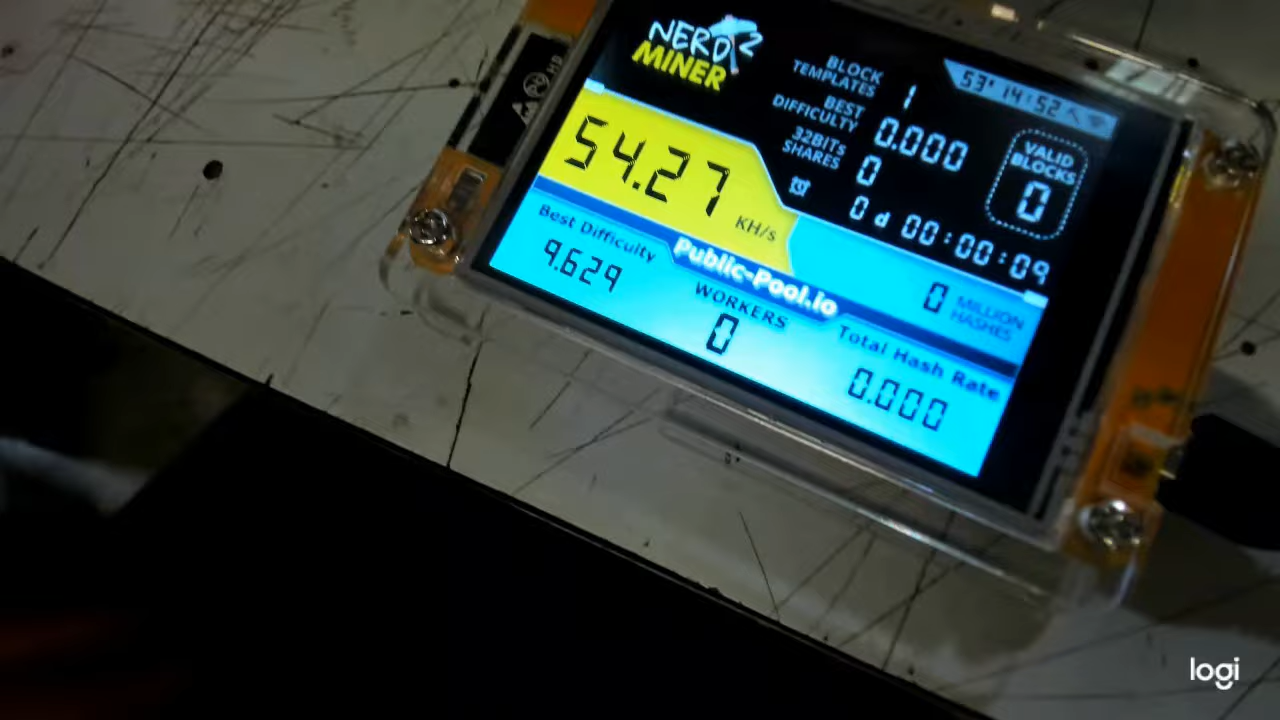 NERD 2
MINER
BLOCK
TEMPLATES
1
53° 14:52
BEST
DIFFICULTY
0.000
32BITS
SHARES
0
VALID
BLOCKS
0
0 d 00:00:09
54.27
KH/s
0 MILLION
HASHES
Public-Pool.io
Best Difficulty
9.629
WORKERS
0
Total Hash Rate
0.000
logi